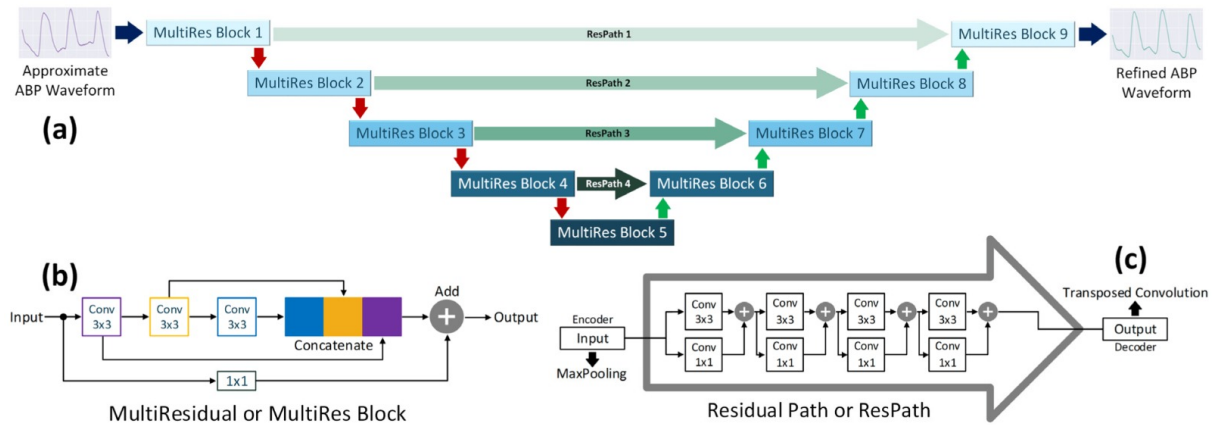 MultiRes Block 1
ResPath 1
MultiRes Block 9
Approximate
ABP Waveform
Refined ABP
Waveform
MultiRes Block 2
ResPath 2
MultiRes Block 8
(a)
MultiRes Block 3
ResPath 3
MultiRes Block 7
MultiRes Block 4
ResPath 4
MultiRes Block 6
MultiRes Block 5
(b)
Input
Conv
3x3
Conv
3x3
Conv
3x3
Concatenate
Add
Output
1x1
MultiResidual or MultiRes Block
(c)
Encoder
Input
MaxPooling
Conv
3x3
Conv
3x3
Conv
3x3
Conv
3x3
Conv
1x1
Conv
1x1
Conv
1x1
Conv
1x1
Transposed Convolution
Output
Decoder
Residual Path or ResPath